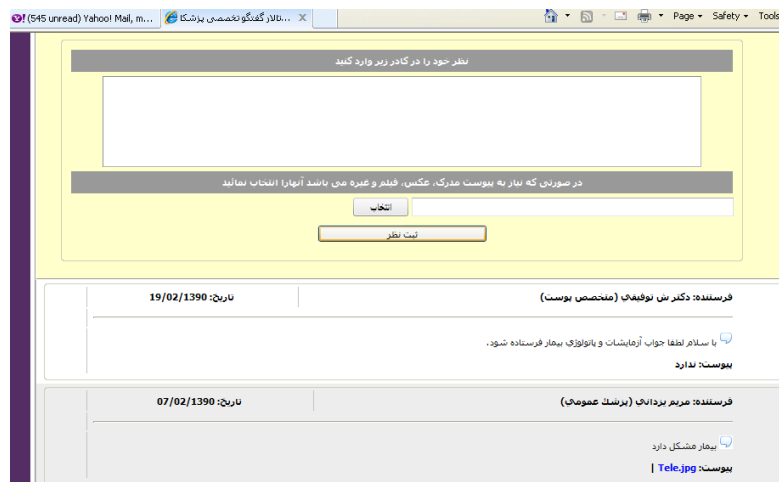 (545 unread) Yahoo! Mail, m...
...تالار گفتگو تخصصی پزشکا
X
Page
Safety
Tools
نظر خود را در کادر زیر وارد کنید
در صورتی که نیاز به پیوست مدرک، عکس، فیلم و غیره می باشد آنهارا انتخاب نمائید
انتخاب
ثبت نظر
فرستنده: دکتر ش توفیقی (متخصص پوست)
تاریخ: 19/02/1390
با سلام لطفا جواب آزمایشات و پاتولوژی بیمار فرستاده شود.
پیوست: ندارد
فرستنده: مریم یزدانی (پزشك عمومی)
تاریخ: 07/02/1390
بیمار مشکل دارد
پیوست: Tele.jpg |